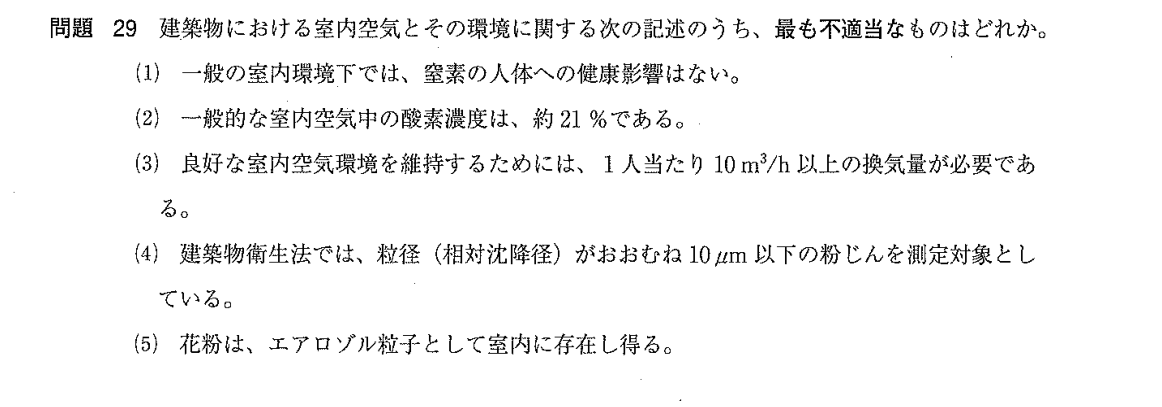 問題 29 建築物における室内空気とその環境に関する次の記述のうち、最も不適当なものはどれか。
(1) 一般の室内環境下では、窒素の人体への健康影響はない。
(2) 一般的な室内空気中の酸素濃度は、約 21 %である。
(3) 良好な室内空気環境を維持するためには、1 人当たり 10 m³/h 以上の換気量が必要であ
る。
(4) 建築物衛生法では、粒径（相対沈降径）がおおむね 10 μm 以下の粉じんを測定対象とし
ている。
(5) 花粉は、エアロゾル粒子として室内に存在し得る。